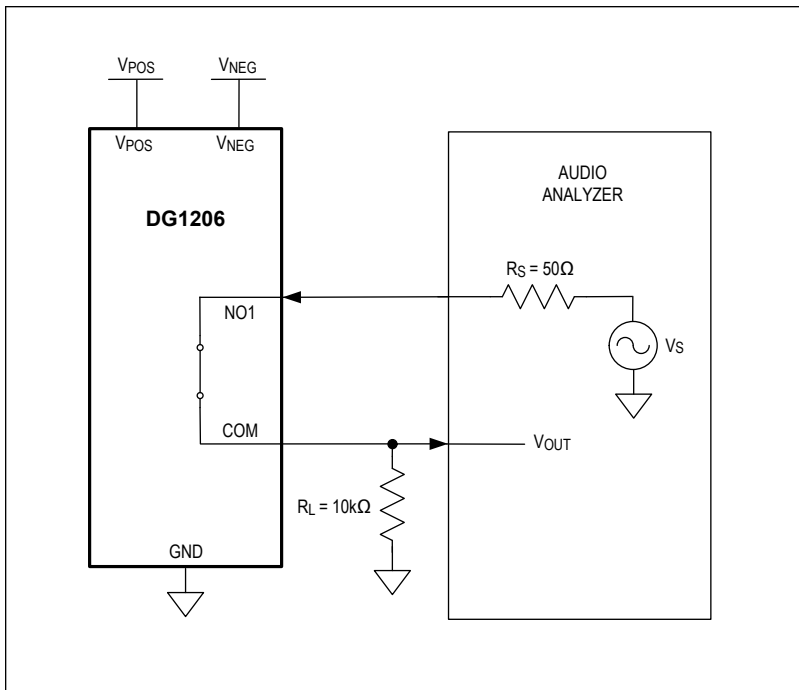 VPOS VNEG
VPOS VNEG
DG1206
AUDIO
ANALYZER
RS = 50Ω
NO1
VS
COM
VOUT
RL = 10kΩ
GND